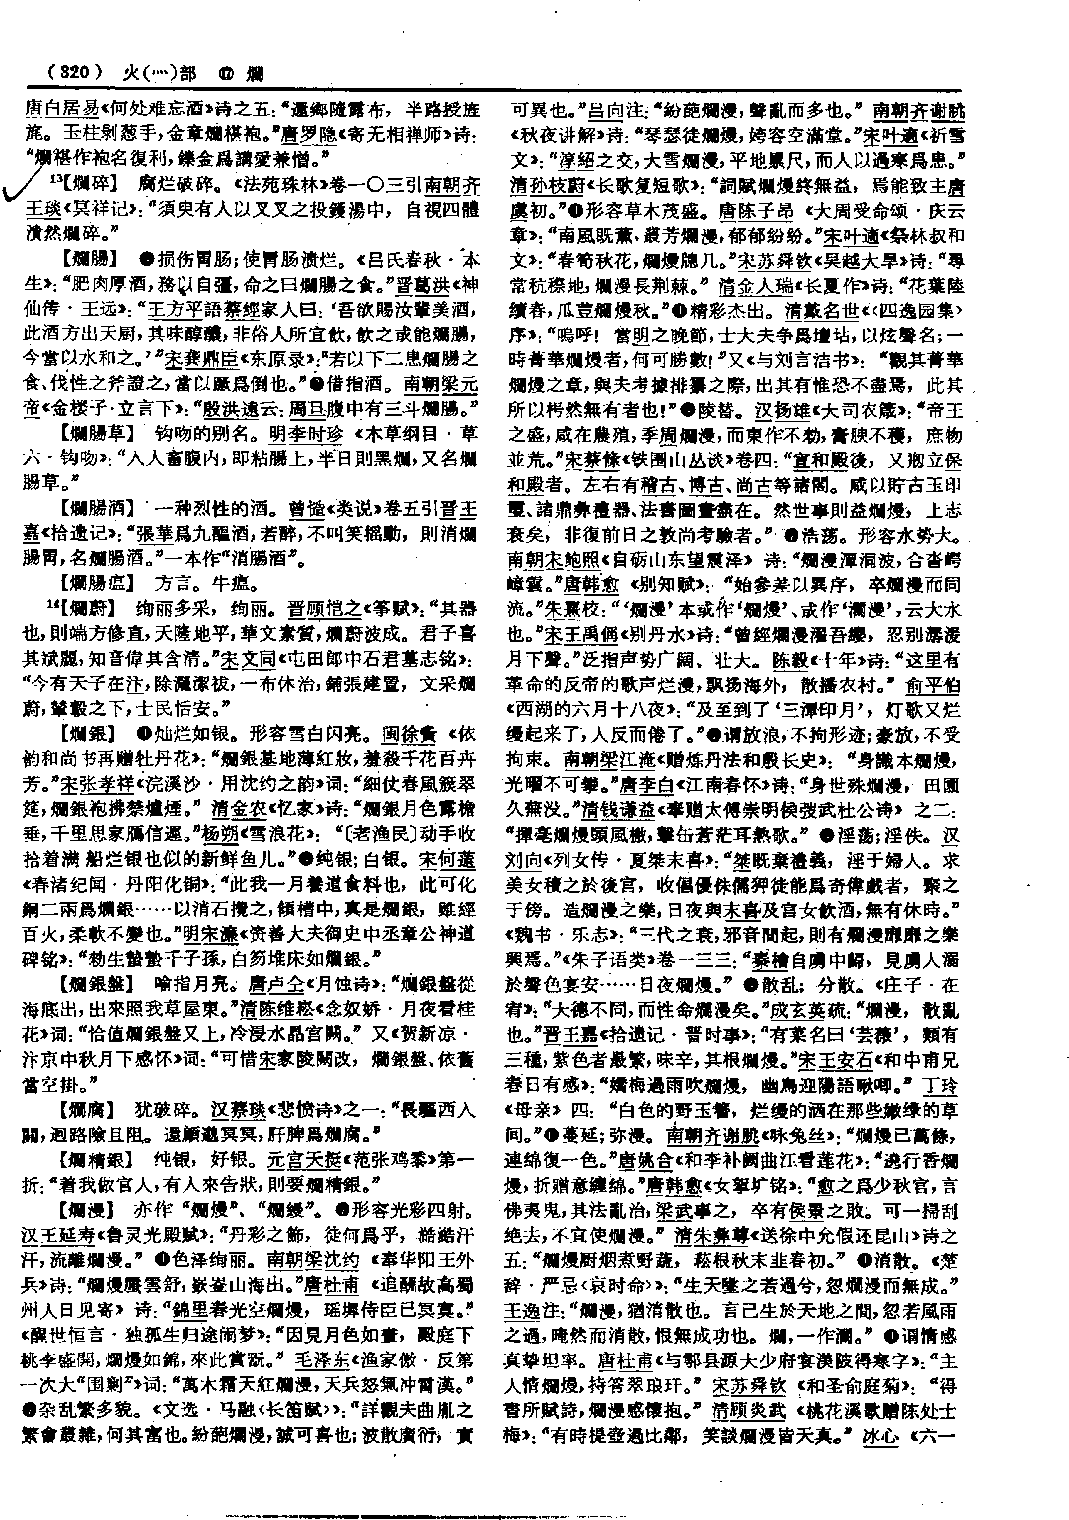 （320） 火（灬）部 ⑰ 爛
唐白居易《何处难忘酒》诗之五：“還鄉隨露布，半路授旌
旄。玉柱剝葱手，金章爛椹袍。”唐罗隐《寄无相禅师》诗：
“爛椹作袍名復利，鑠金爲講愛兼憎。”
13【爛碎】 腐烂破碎。《法苑珠林》卷一〇三引南朝齐
王琰《冥祥记》：“須臾有人以叉叉之投鑊湯中，自視四體
潰然爛碎。”
【爛腸】 ❶损伤胃肠；使胃肠溃烂。《吕氏春秋·本
生》：“肥肉厚酒，務以自彊，命之曰爛腸之食。”晋葛洪《神
仙传·王远》：“王方平語蔡經家人曰：‘吾欲賜汝輩美酒，
此酒方出天厨，其味醇醲，非俗人所宜飲，飲之或能爛腸，
今當以水和之。’”宋龚鼎臣《东原录》：“若以下二患爛腸之
食、伐性之斧證之，當以蹷爲倒也。”❷借指酒。南朝梁元
帝《金楼子·立言下》：“殷洪遠云：周旦腹中有三斗爛腸。”
【爛腸草】 钩吻的别名。明李时珍《本草纲目·草
六·钩吻》：“人人畜腹内，即粘腸上，半日則黑爛，又名爛
腸草。”
【爛腸酒】 一种烈性的酒。曾慥《类说》卷五引晋王
嘉《拾遗记》：“張華爲九醖酒，若醉，不叫笑摇動，則消爛
腸胃，名爛腸酒。”一本作“消腸酒”。
【爛腸瘟】 方言。牛瘟。
14【爛蔚】 绚丽多采，绚丽。晋顾恺之《筝赋》：“其器
也，則端方修直，天隆地平，華文素質，爛蔚波成。君子喜
其斌麗，知音偉其含清。”宋文同《屯田郎中石君墓志铭》：
“今有天子在汴，除灑潔祓，一布休治，鋪張建置，文采爛
蔚，輦轂之下，士民恬安。”
【爛銀】 ❶灿烂如银。形容雪白闪亮。闽徐夤《依
韵和尚书再赠牡丹花》：“爛銀基地薄紅妝，羞殺千花百卉
芳。”宋张孝祥《浣溪沙·用沈约之韵》词：“細仗春風簇翠
筵，爛銀袍拂禁爐煙。”清金农《忆家》诗：“爛銀月色露檐
垂，千里思家鴈信遲。”杨朔《雪浪花》：“〔老渔民〕动手收
拾着满船烂银也似的新鲜鱼儿。”❷纯银；白银。宋何薳
《春渚纪闻·丹阳化铜》：“此我一月養道食料也，此可化
銅二兩爲爛銀……以消石攪之，傾槽中，真是爛銀，雖經
百火，柔軟不變也。”明宋濂《赞善大夫御史中丞章公神道
碑铭》：“勑生蟄蟄千子孫，白笏堆床如爛銀。”
【爛銀盤】 喻指月亮。唐卢仝《月蚀诗》：“爛銀盤從
海底出，出來照我草屋東。”清陈维崧《念奴娇·月夜看桂
花》词：“恰值爛銀盤又上，冷浸水晶宫闕。”又《贺新凉·
汴京中秋月下感怀》词：“可惜宋家陵闕改，爛銀盤、依舊
當空掛。”
【爛腐】 犹破碎。汉蔡琰《悲愤诗》之一：“長驅西入
關，迥路險且阻。還顧邈冥冥，肝脾爲爛腐。”
【爛精銀】 纯银，好银。元宫天挺《范张鸡黍》第一
折：“着我做官人，有人來告狀，則要爛精銀。”
【爛漫】 亦作“爛熳”、“爛縵”。❶形容光彩四射。
汉王延寿《鲁灵光殿赋》：“丹彩之飾，徒何爲乎，澔澔汗
汗，流離爛漫。”❷色泽绚丽。南朝梁沈约《奉华阳王外
兵》诗：“爛熳蜃雲舒，嶔崟山海出。”唐杜甫《追酬故高蜀
州人日见寄》诗：“錦里春光空爛熳，瑶墀侍臣已冥寞。”
《醒世恒言·独孤生归途闹梦》：“因見月色如晝，殿庭下
桃李盛開，爛熳如錦，來此賞翫。”毛泽东《渔家傲·反第
一次大“围剿”》词：“萬木霜天紅爛漫，天兵怒氣冲霄漢。”
❸杂乱繁多貌。《文选·马融〈长笛赋〉》：“詳觀夫曲胤之
繁會叢雜，何其富也。紛葩爛漫，誠可喜也；波散廣衍，實
可異也。”吕向注：“紛葩爛漫，聲亂而多也。”南朝齐谢朓
《秋夜讲解》诗：“琴瑟徒爛熳，姱容空滿堂。”宋叶適《祈雪
文》：“淳紹之交，大雪爛漫，平地累尺，而人以過寒爲患。”
清孙枝蔚《长歌复短歌》：“詞賦爛熳終無益，焉能致主唐
虞初。”❹形容草木茂盛。唐陈子昂《大周受命颂·庆云
章》：“南風既薰，叢芳爛漫，郁郁紛紛。”宋叶適《祭林叔和
文》：“春荀秋花，爛熳牕几。”宋苏舜钦《吴越大旱》诗：“尋
常秔穄地，爛漫長荆棘。”清金人瑞《长夏作》诗：“花葉陸
續春，瓜荳爛熳秋。”❺精彩杰出。清戴名世《〈四逸园集〉
序》：“嗚呼！當明之晚節，士大夫争爲壇坫，以炫聲名；一
時菁華爛熳者，何可勝數！”又《与刘言洁书》：“觀其菁華
爛熳之章，與夫考據排纂之際，出其有惟恐不盡焉，此其
所以枵然無有者也！”❻陵替。汉扬雄《大司农箴》：“帝王
之盛，咸在農殖，季周爛漫，而東作不勑，膏腴不穫，庶物
並荒。”宋蔡絛《铁围山丛谈》卷四：“宣和殿後，又刱立保
和殿者。左右有稽古、博古、尚古等諸閣。咸以貯古玉印
璽、諸鼎彝禮器、法書圖畫盡在。然世事則益爛熳，上志
衰矣，非復前日之敦尚考驗者。”❼浩荡。形容水势大。
南朝宋鲍照《自砺山东望震泽》诗：“爛漫潭洞波，合沓崿
嶂雲。”唐韩愈《别知赋》：“始參差以異序，卒爛漫而同
流。”朱熹校：“‘爛漫’本或作‘爛熳’、或作‘瀾漫’，云大水
也。”宋王禹偁《别丹水》诗：“曾經爛漫濯吾纓，忍别潺湲
月下聲。”泛指声势广阔、壮大。陈毅《十年》诗：“这里有
革命的反帝的歌声烂漫，飘扬海外，散播农村。”俞平伯
《西湖的六月十八夜》：“及至到了‘三潭印月’，灯歌又烂
缦起来了，人反而倦了。”❽谓放浪，不拘形迹；豪放，不受
拘束。南朝梁江淹《赠炼丹法和殷长史》：“身識本爛熳，
光曜不可攀。”唐李白《江南春怀》诗：“身世殊爛熳，田園
久蕪没。”清钱谦益《奉赠太傅崇明侯张武杜公诗》之二：
“揮毫爛熳頭風檄，擊缶蒼茫耳熱歌。”❾淫荡；淫佚。汉
刘向《列女传·夏桀末喜》：“桀既棄禮義，淫于婦人。求
美女積之於後宫，收倡優侏儒狎徒能爲奇偉戲者，聚之
于傍。造爛漫之樂，日夜與末喜及宫女飲酒，無有休時。”
《魏书·乐志》：“三代之衰，邪音間起，則有爛漫靡靡之樂
興焉。”《朱子语类》卷一三三：“秦檜自虜中歸，見虜人溺
於聲色宴安……日夜爛熳。”❿散乱；分散。《庄子·在
宥》：“大德不同，而性命爛漫矣。”成玄英疏：“爛漫，散亂
也。”晋王嘉《拾遗记·晋时事》：“有菜名曰‘芸薇’，類有
三種，紫色者最繁，味辛，其根爛熳。”宋王安石《和中甫兄
春日有感》：“嬌梅過雨吹爛熳，幽鳥迎陽語啾唧。”丁玲
《母亲》四：“白色的野玉簪，烂缦的洒在那些嫩绿的草
间。”⓫蔓延；弥漫。南朝齐谢朓《咏兔丝》：“爛熳已萬條，
連綿復一色。”唐姚合《和李补阙曲江看莲花》：“遶行香爛
熳，折贈意纏綿。”唐韩愈《女挐圹铭》：“愈之爲少秋官，言
佛夷鬼，其法亂治，梁武事之，卒有侯景之敗。可一掃刮
绝去，不宜使爛漫。”清朱彝尊《送徐中允假还昆山》诗之
五：“爛熳厨烟煮野蔬，菘根秋末韭春初。”⓬消散。《楚
辞·严忌〈哀时命〉》：“生天墬之若過兮，忽爛漫而無成。”
王逸注：“爛漫，猶消散也。言己生於天地之間，忽若風雨
之過，唵然而消散，恨無成功也。爛，一作瀾。”⓭谓情感
真挚坦率。唐杜甫《与鄠县源大少府宴渼陂得寒字》：“主
人情爛熳，持答翠琅玕。”宋苏舜钦《和圣俞庭菊》：“得
書所賦詩，爛漫感懷抱。”清顾炎武《桃花溪歌赠陈处士
梅》：“有時提壺過比鄰，笑談爛漫皆天真。”冰心《六一